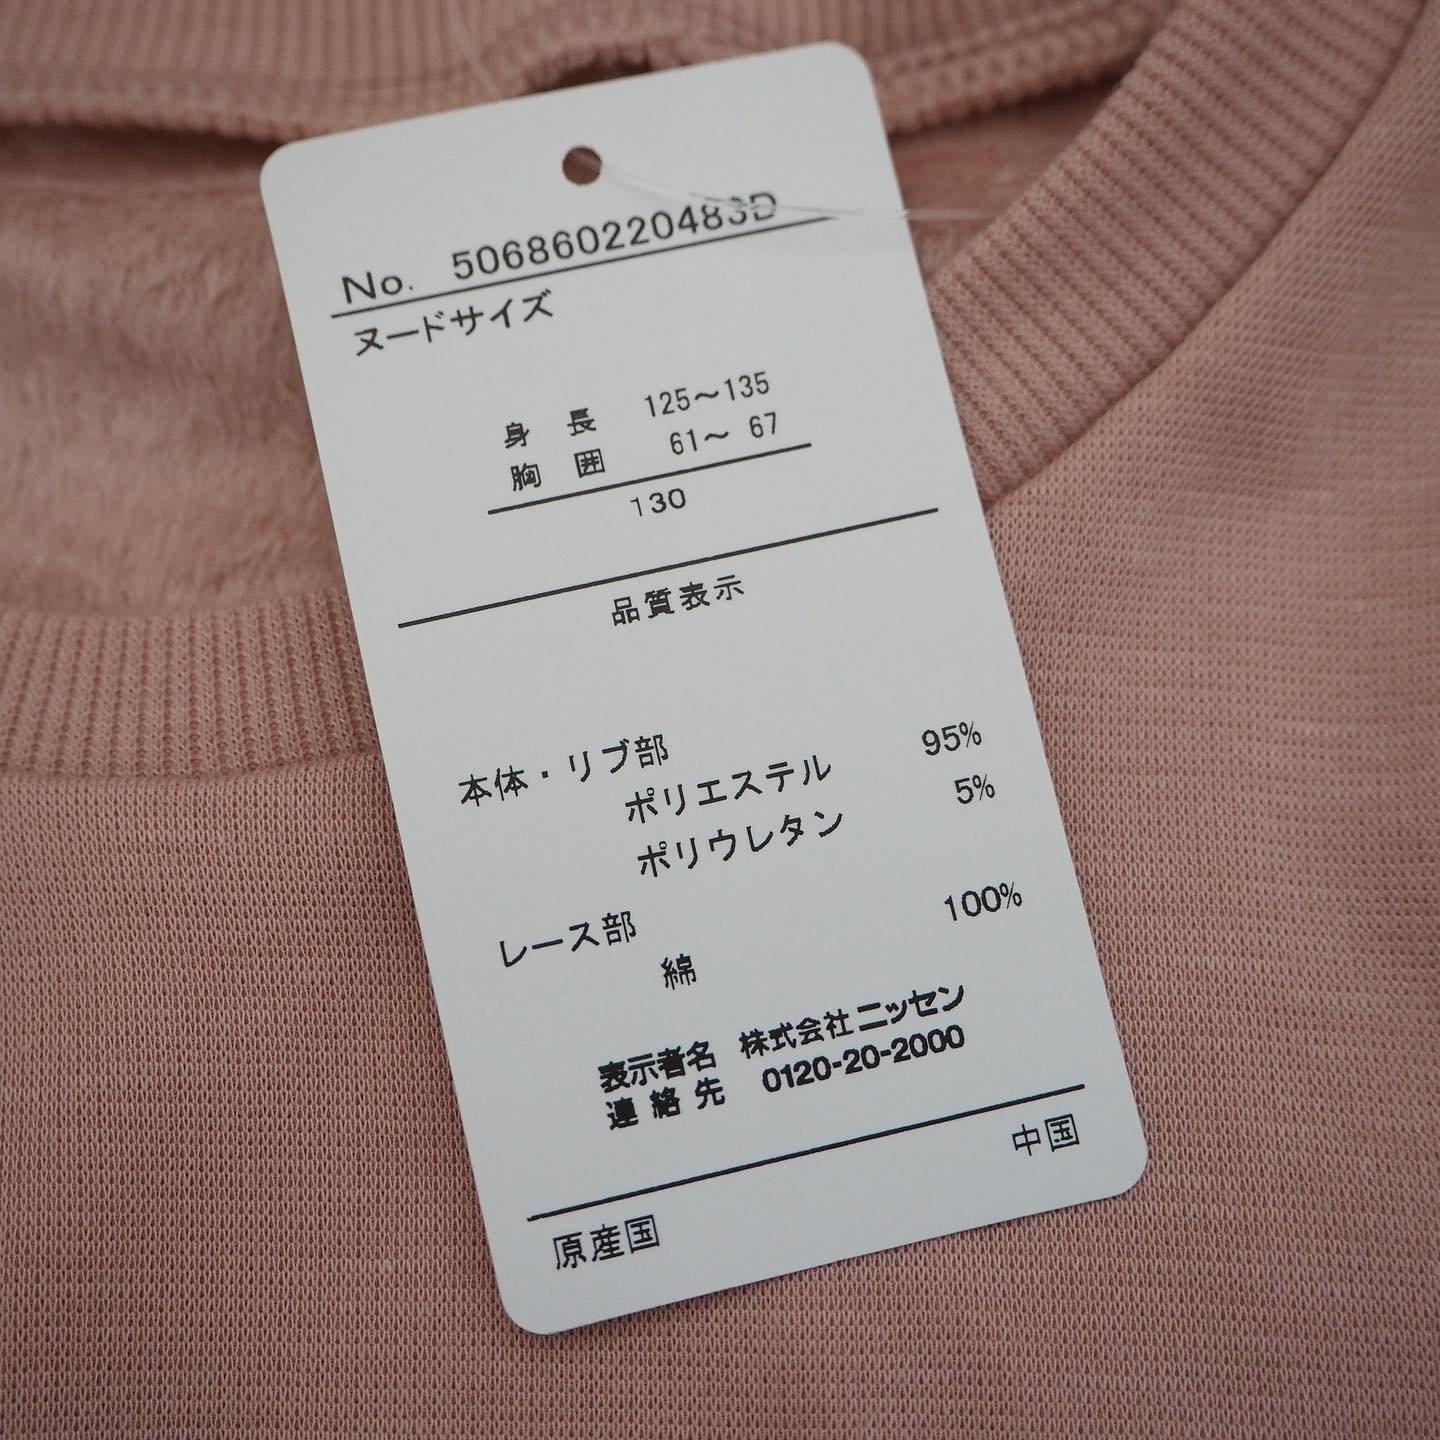 No. 506860220483D
ヌードサイズ
身長 125～135
胸囲 61～ 67
130
品質表示
本体・リブ部
ポリエステル 95%
ポリウレタン 5%
レース部
綿 100%
表示者名 株式会社ニッセン
連絡先 0120-20-2000
原産国 中国